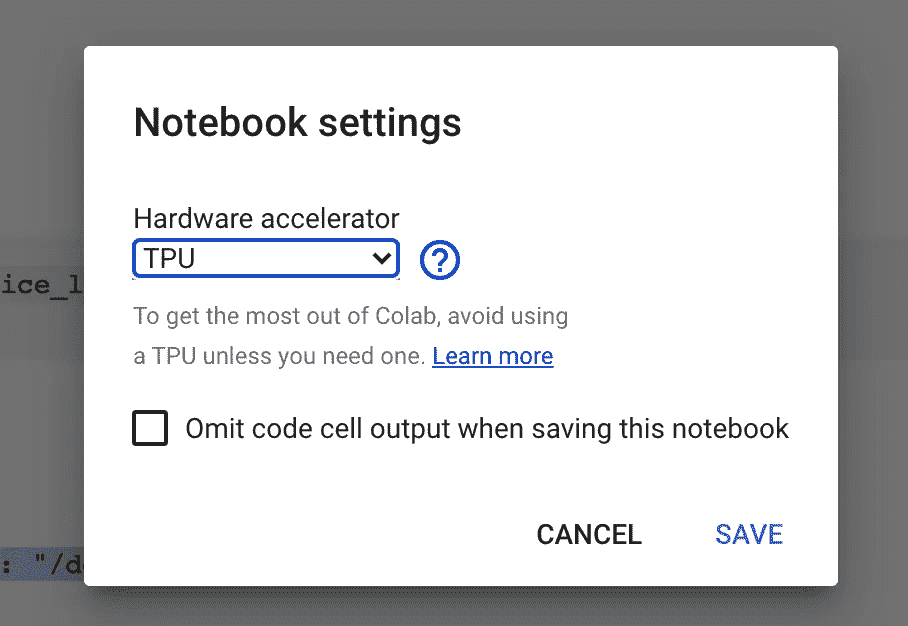 Notebook settings
Hardware accelerator
TPU
?
ice_l
To get the most out of Colab, avoid using
a TPU unless you need one. Learn more
Omit code cell output when saving this notebook
CANCEL SAVE
: "/d